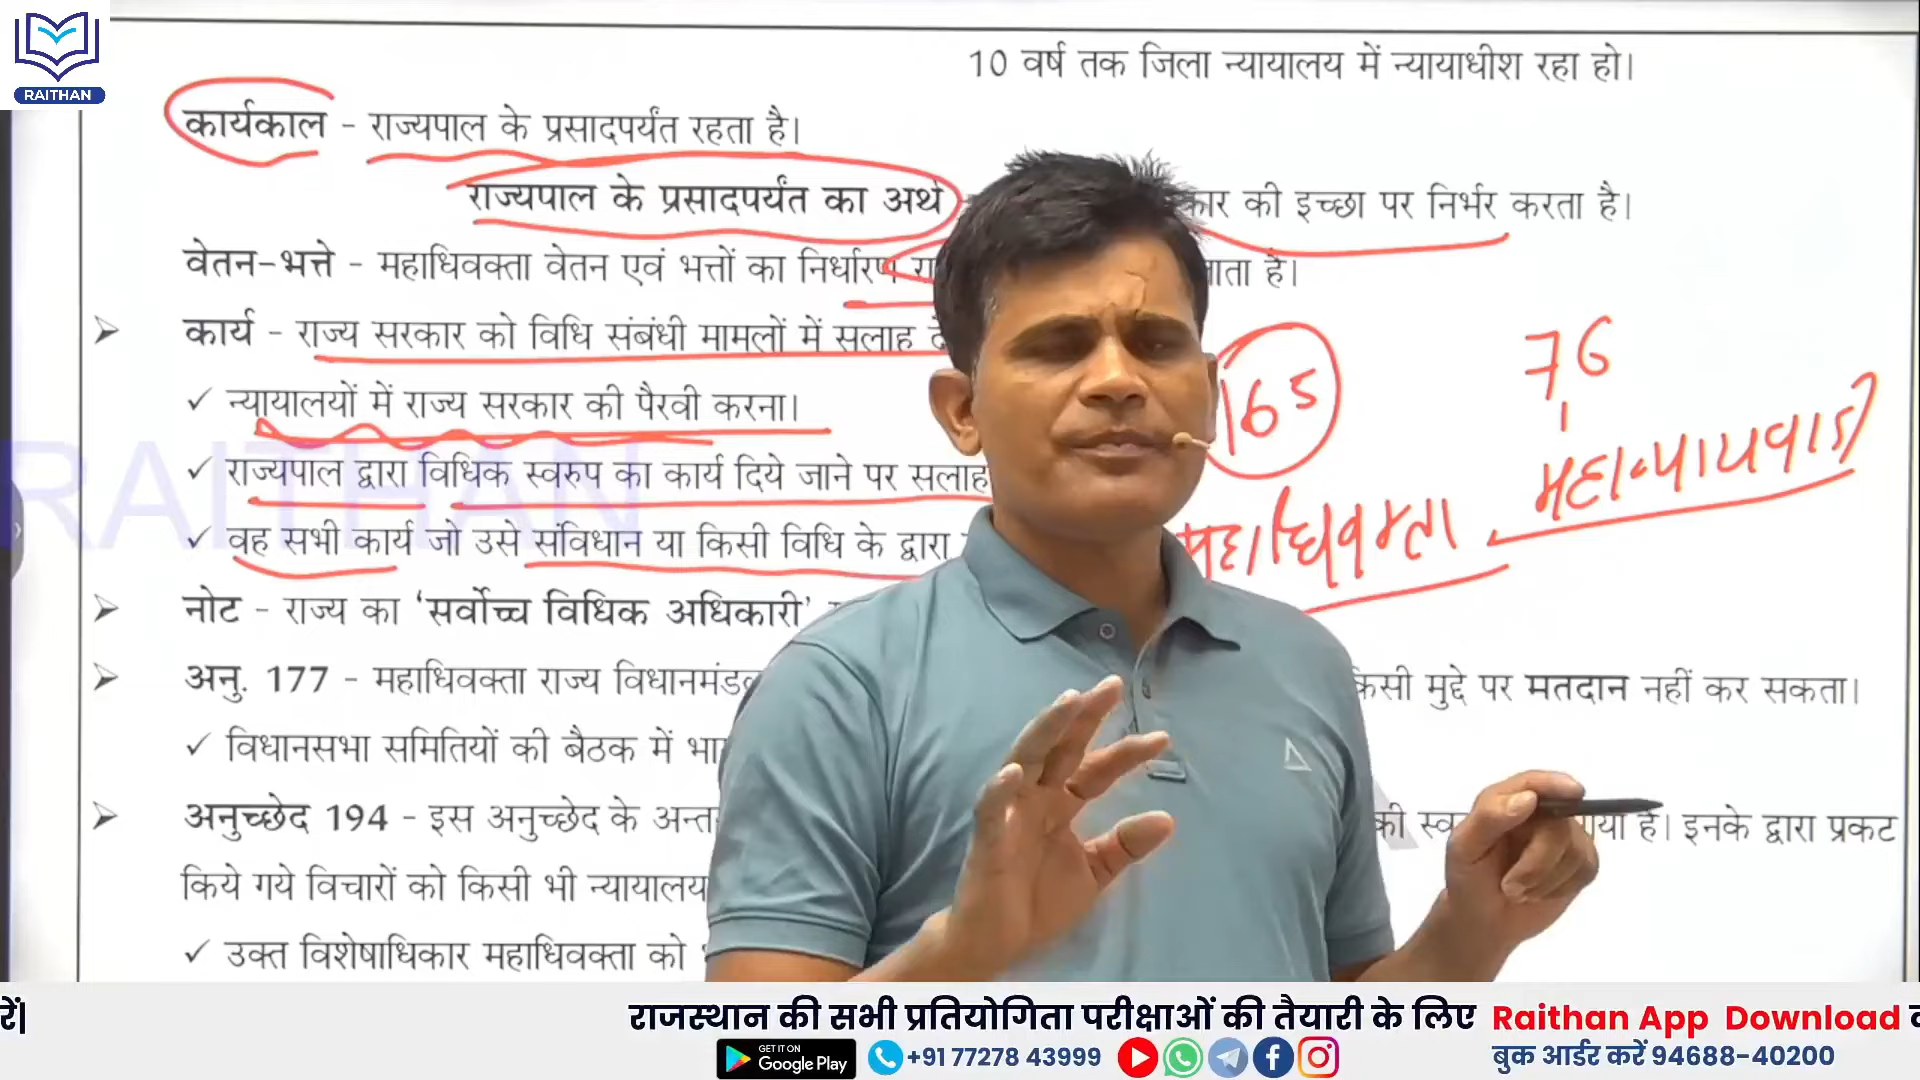 RAITHAN
10 वर्ष तक जिला न्यायालय में न्यायाधीश रहा हो।
कार्यकाल - राज्यपाल के प्रसादपर्यंत रहता है।
राज्यपाल के प्रसादपर्यंत का अर्थ की इच्छा पर निर्भर करता है।
वेतन-भत्ते - महाधिवक्ता वेतन एवं भत्तों का निर्धारण है।
➢ कार्य - राज्य सरकार को विधि संबंधी मामलों में सलाह
✓ न्यायालयों में राज्य सरकार की पैरवी करना।
✓ राज्यपाल द्वारा विधिक स्वरुप का कार्य दिये जाने पर सलाह
✓ वह सभी कार्य जो उसे संविधान या किसी विधि के द्वारा
165
महाधिवक्ता
76
महान्यायवादी
➢ नोट - राज्य का ‘सर्वोच्च विधिक अधिकारी’
➢ अनु. 177 - महाधिवक्ता राज्य किसी मुद्दे पर मतदान नहीं कर सकता।
✓ विधानसभा समितियों की बैठक में
➢ अनुच्छेद 194 - इस अनुच्छेद के की है। इनके द्वारा प्रकट
किये गये विचारों को किसी भी न्यायालय
✓ उक्त विशेषाधिकार महाधिवक्ता को
RAITHAN
राजस्थान की सभी प्रतियोगिता परीक्षाओं की तैयारी के लिए Raithan App Download
GET IT ON Google Play +91 77278 43999 बुक आर्डर करें 94688-40200